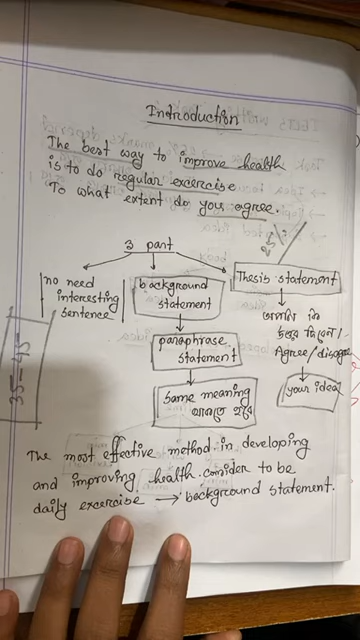 Introduction
The best way to improve health
is to do regular exercise
To what extent do you agree.
25%
3 part
no need
interesting
sentence
background
statement
Thesis statement
paraphrase
statement
Agree/disagree
same meaning
your idea
35-45
The most effective method in developing
and improving health consider to be
daily excercise → background statement.